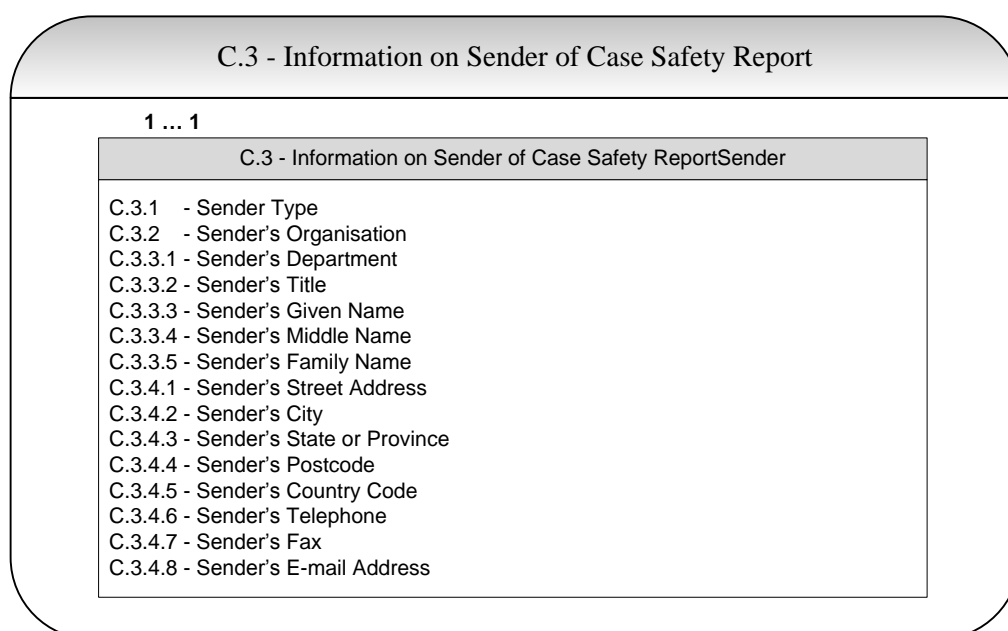 C.3 - Information on Sender of Case Safety Report
1 … 1
C.3 - Information on Sender of Case Safety ReportSender
C.3.1 - Sender Type
C.3.2 - Sender’s Organisation
C.3.3.1 - Sender’s Department
C.3.3.2 - Sender’s Title
C.3.3.3 - Sender’s Given Name
C.3.3.4 - Sender’s Middle Name
C.3.3.5 - Sender’s Family Name
C.3.4.1 - Sender’s Street Address
C.3.4.2 - Sender’s City
C.3.4.3 - Sender’s State or Province
C.3.4.4 - Sender’s Postcode
C.3.4.5 - Sender’s Country Code
C.3.4.6 - Sender’s Telephone
C.3.4.7 - Sender’s Fax
C.3.4.8 - Sender’s E-mail Address